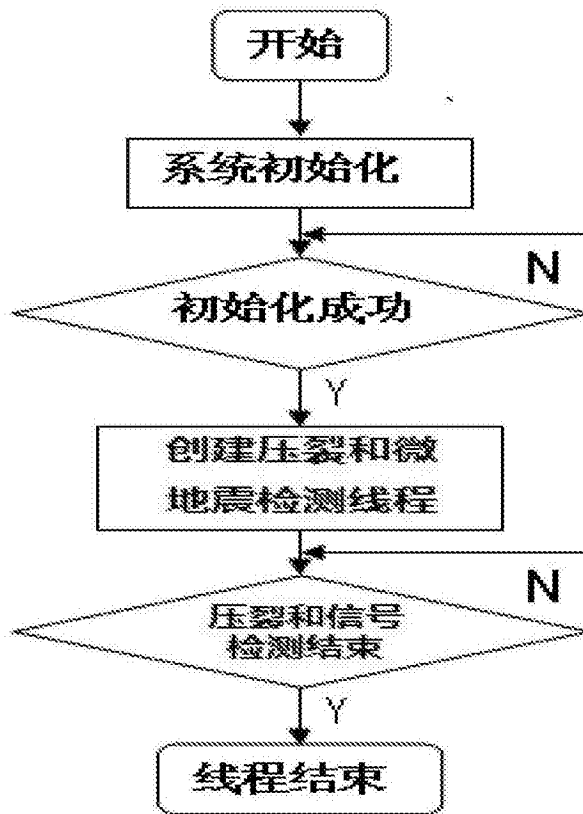 开始
系统初始化
N
初始化成功
Y
创建压裂和微
地震检测线程
N
压裂和信号
检测结束
Y
线程结束